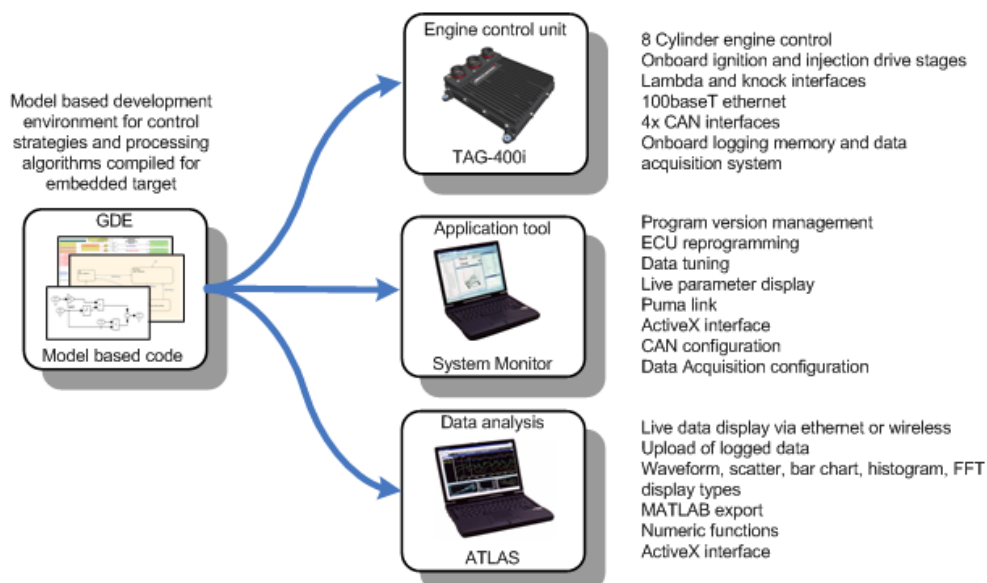 Model based development
environment for control
strategies and processing
algorithms compiled for
embedded target
GDE
Model based code
Engine control unit
TAG-400i
8 Cylinder engine control
Onboard ignition and injection drive stages
Lambda and knock interfaces
100baseT ethernet
4x CAN interfaces
Onboard logging memory and data
acquisition system
Application tool
System Monitor
Program version management
ECU reprogramming
Data tuning
Live parameter display
Puma link
ActiveX interface
CAN configuration
Data Acquisition configuration
Data analysis
ATLAS
Live data display via ethernet or wireless
Upload of logged data
Waveform, scatter, bar chart, histogram, FFT
display types
MATLAB export
Numeric functions
ActiveX interface